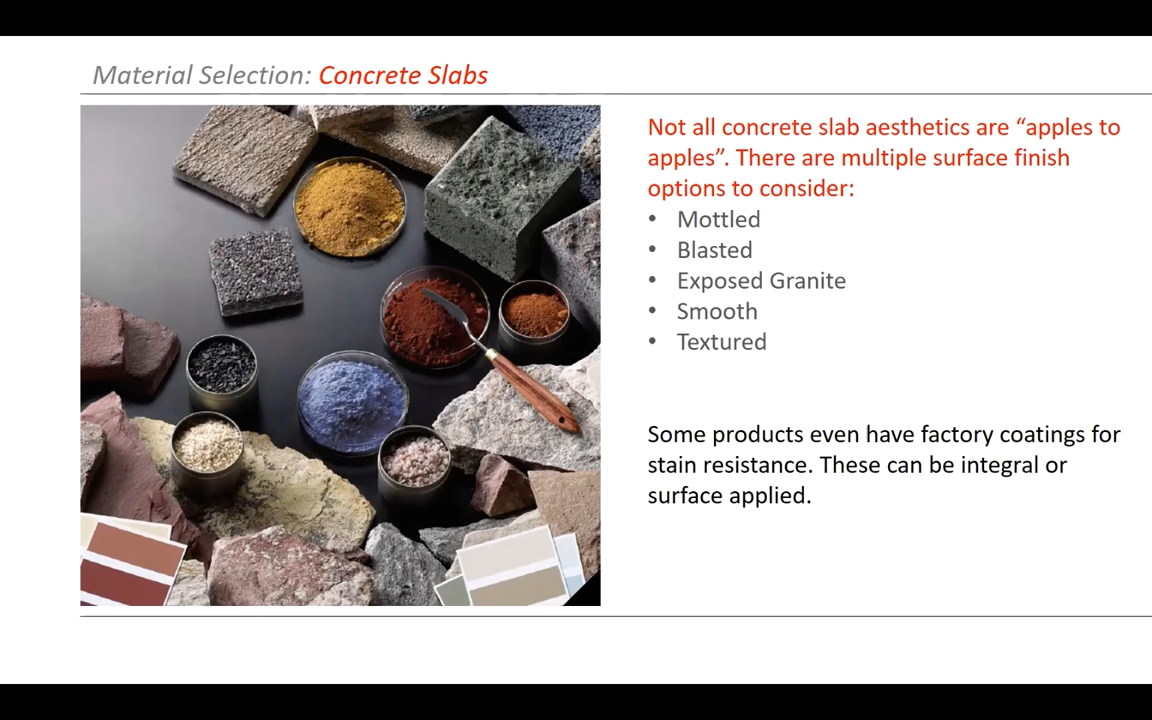 Material Selection: Concrete Slabs
Not all concrete slab aesthetics are “apples to
apples”. There are multiple surface finish
options to consider:
• Mottled
• Blasted
• Exposed Granite
• Smooth
• Textured
Some products even have factory coatings for
stain resistance. These can be integral or
surface applied.